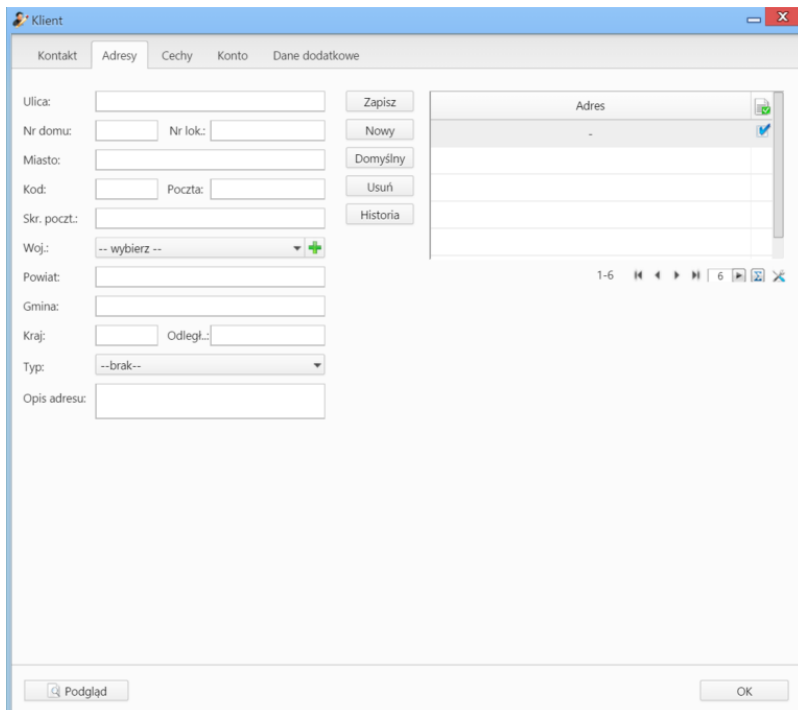 Klient
Kontakt Adresy Cechy Konto Dane dodatkowe
Ulica: Zapisz Adres
Nr domu: Nr lok.: Nowy -
Miasto: Domyślny
Kod: Poczta: Usuń
Skr. poczt.: Historia
Woj.: -- wybierz --
Powiat: 1-6 6
Gmina:
Kraj: Odległ..:
Typ: --brak--
Opis adresu:
Podgląd OK